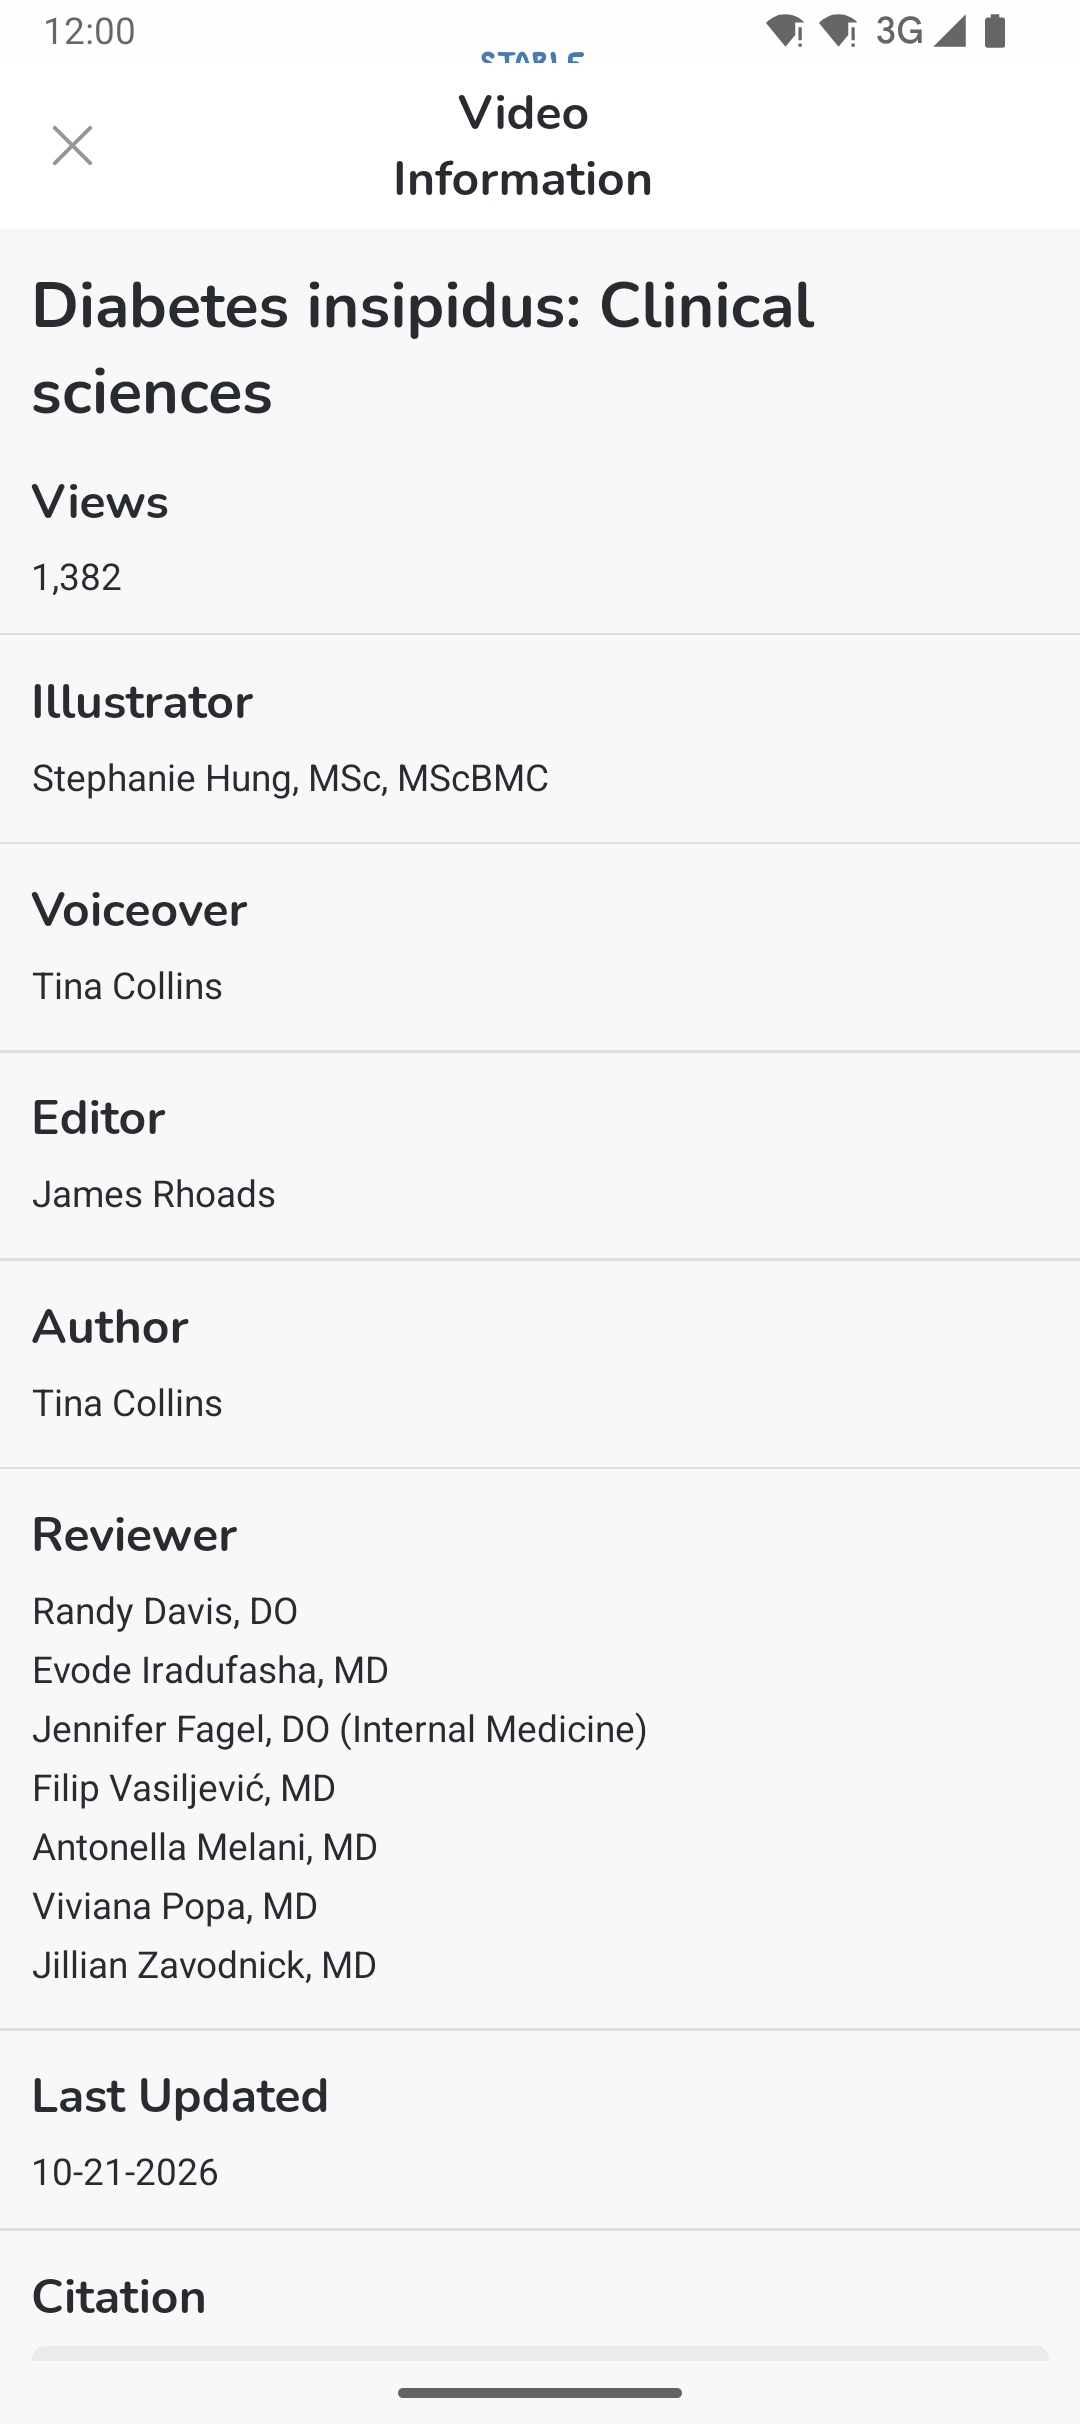 12:00
3G
STABLE
Video
Information
Diabetes insipidus: Clinical
sciences
Views
1,382
Illustrator
Stephanie Hung, MSc, MScBMC
Voiceover
Tina Collins
Editor
James Rhoads
Author
Tina Collins
Reviewer
Randy Davis, DO
Evode Iradufasha, MD
Jennifer Fagel, DO (Internal Medicine)
Filip Vasiljević, MD
Antonella Melani, MD
Viviana Popa, MD
Jillian Zavodnick, MD
Last Updated
10-21-2026
Citation